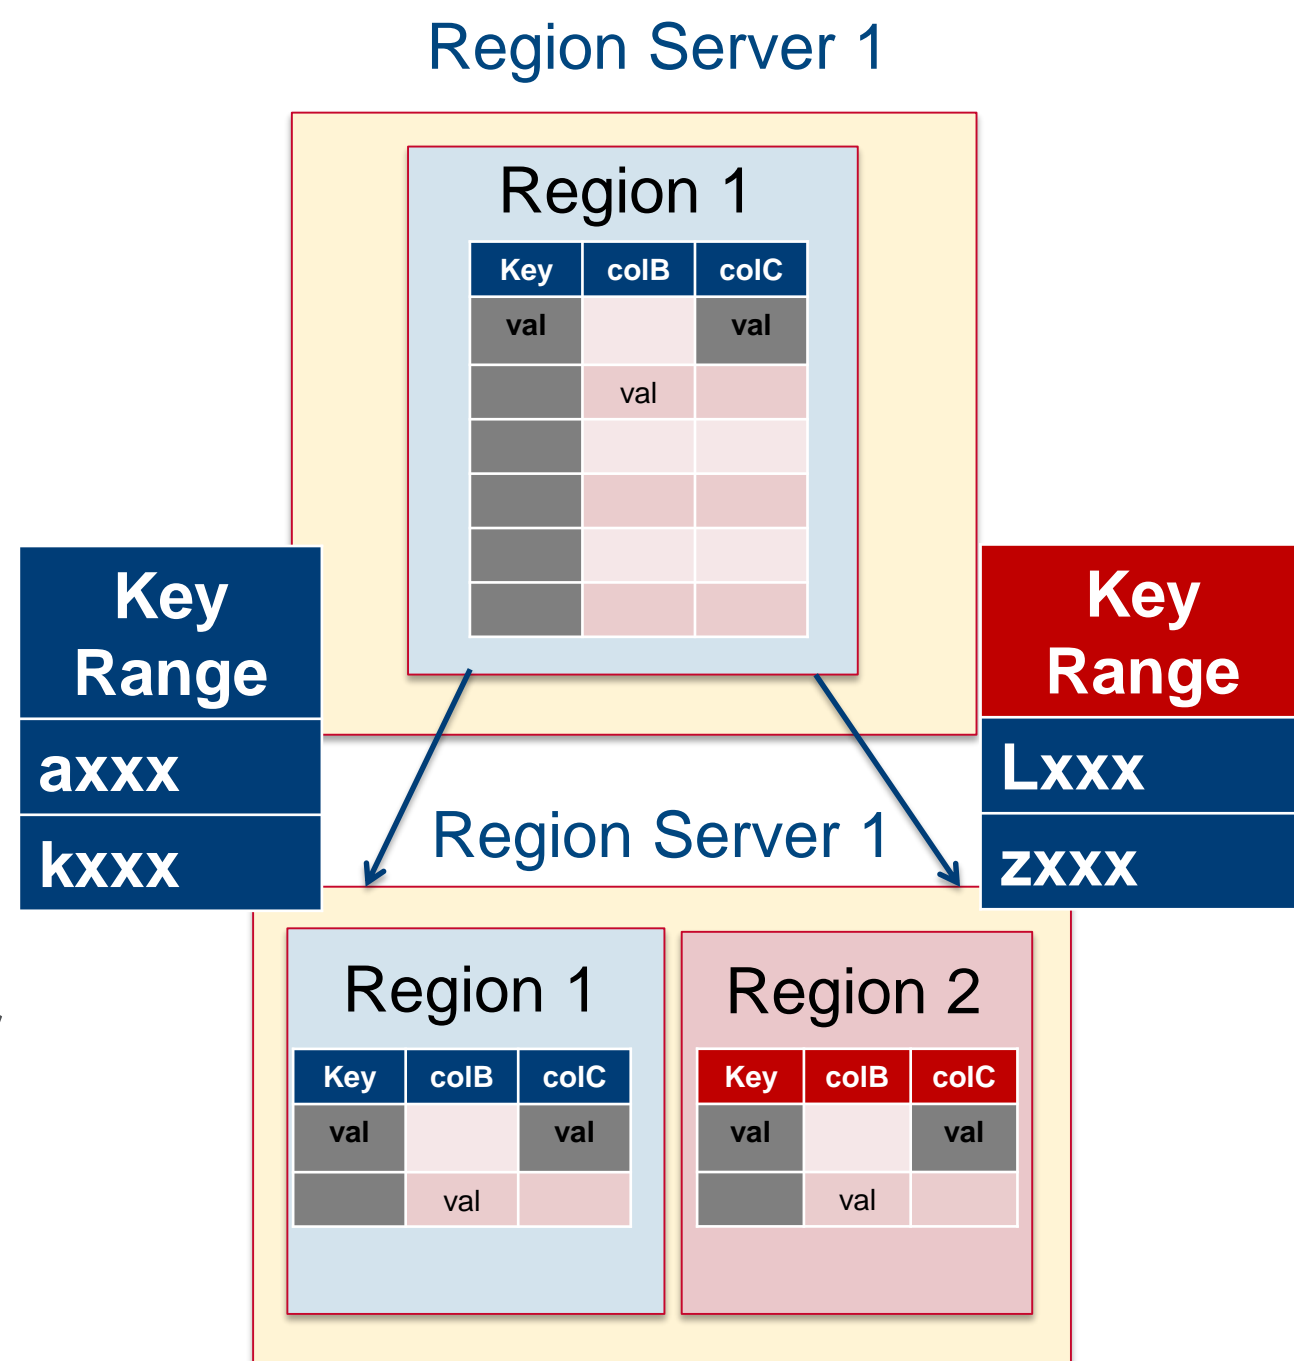 Region Server 1
Region 1
Key colB colC
val val
val
Key
Range
axxx
kxxx
Key
Range
Lxxx
zxxx
Region Server 1
Region 1
Key colB colC
val val
val
Region 2
Key colB colC
val val
val